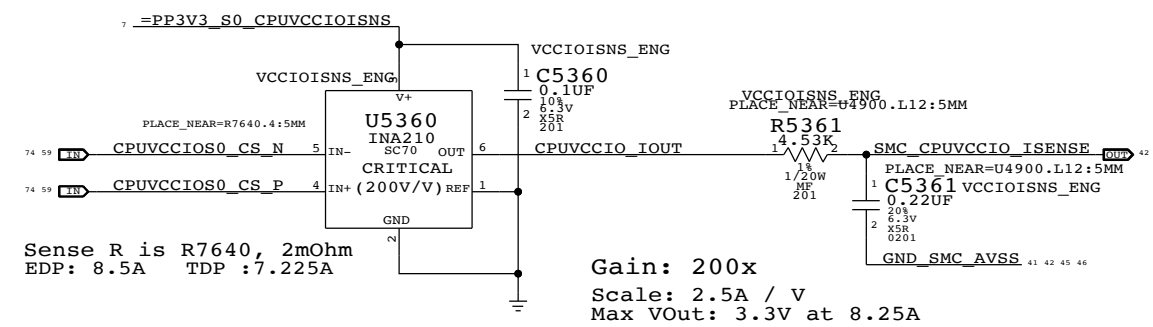 7 =PP3V3_S0_CPUVCCIOISNS
VCCIOISNS_ENG
VCCIOISNS_ENG
3
V+
1 C5360
0.1UF
10%
6.3V
X5R
2 201
U5360
INA210
SC70
CRITICAL
(200V/V)
PLACE_NEAR=R7640.4:5MM
74 59 IN CPUVCCIOS0_CS_N 5 IN-
OUT 6 CPUVCCIO_IOUT
74 59 IN CPUVCCIOS0_CS_P 4 IN+
REF 1
GND
2
VCCIOISNS_ENG
PLACE_NEAR=U4900.L12:5MM
R5361
4.53K
1 2
1%
1/20W
MF
201
SMC_CPUVCCIO_ISENSE OUT 42
PLACE_NEAR=U4900.L12:5MM
1 C5361 VCCIOISNS_ENG
0.22UF
20%
6.3V
X5R
2 0201
GND_SMC_AVSS 41 42 45 46
Sense R is R7640, 2mOhm
EDP: 8.5A TDP :7.225A
Gain: 200x
Scale: 2.5A / V
Max VOut: 3.3V at 8.25A